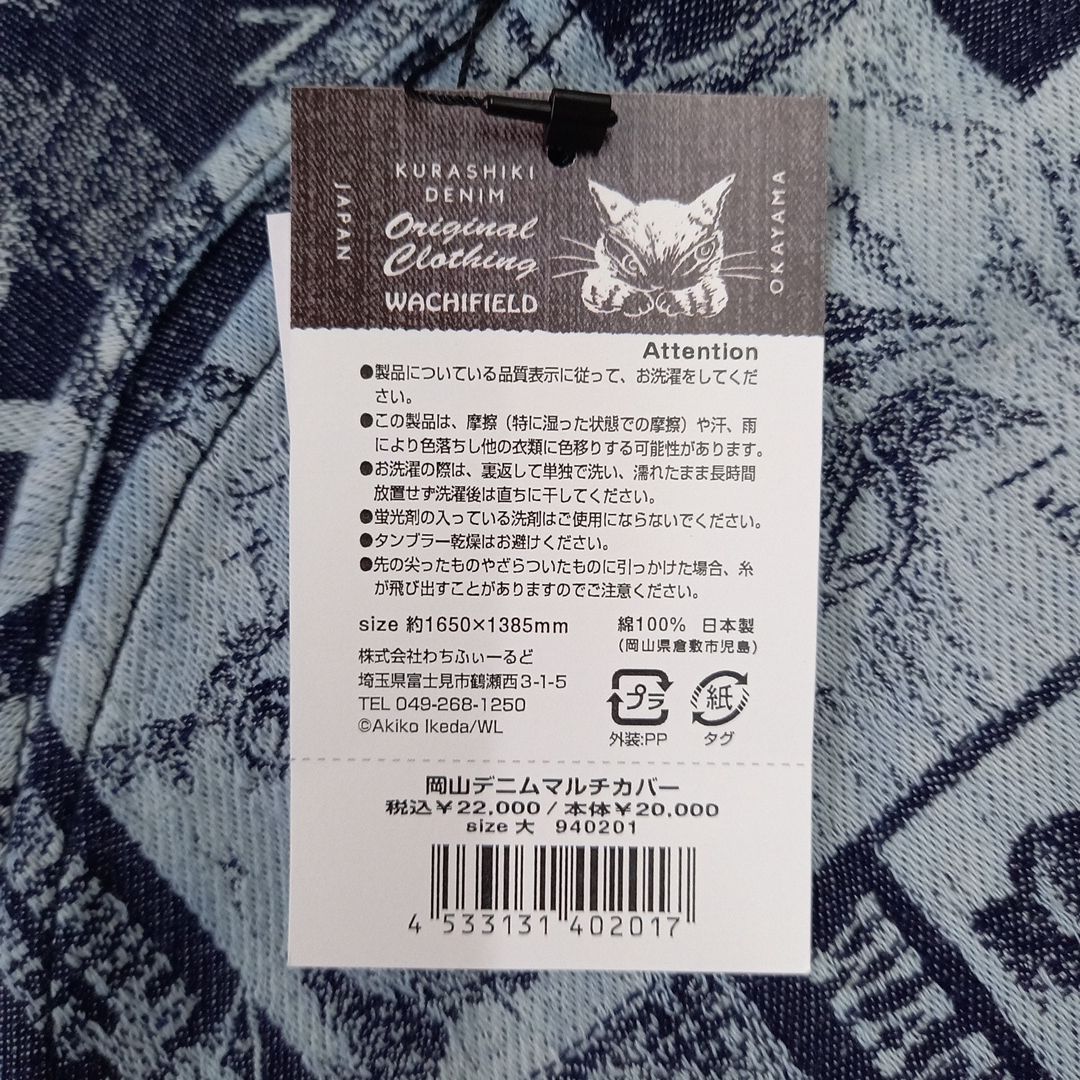 KURASHIKI
DENIM
Original
Clothing
WACHIFIELD
JAPAN
OKAYAMA
Attention
●製品についている品質表示に従って、お洗濯をしてくだ
さい。
●この製品は、摩擦（特に湿った状態での摩擦）や汗、雨
により色落ちし他の衣類に色移りする可能性があります。
●お洗濯の際は、裏返して単独で洗い、濡れたまま長時間
放置せず洗濯後は直ちに干してください。
●蛍光剤の入っている洗剤はご使用にならないでください。
●タンブラー乾燥はお避けください。
●先の尖ったものやざらついたものに引っかけた場合、糸
が飛び出すことがありますのでご注意ください。
size 約1650×1385mm
綿100% 日本製
(岡山県倉敷市児島)
株式会社わちふぃーるど
埼玉県富士見市鶴瀬西3-1-5
TEL 049-268-1250
©Akiko Ikeda/WL
プラ
外装:PP
紙
タグ
岡山デニムマルチカバー
税込¥22,000/本体¥20,000
size 大 940201
4 533131 402017